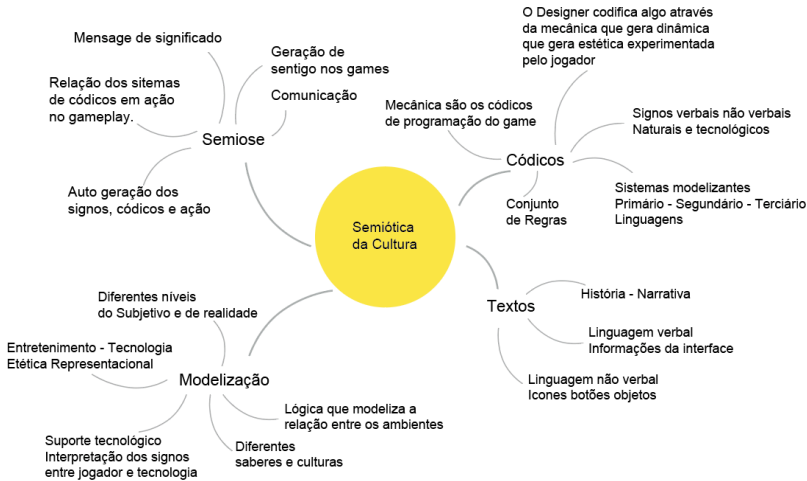 O Designer codifica algo através
da mecânica que gera dinâmica
que gera estética experimentada
pelo jogador
Mensage de significado
Geração de
sentigo nos games
Comunicação
Relação dos sitemas
de códicos em ação
no gameplay.
Semiose
Auto geração dos
signos, códicos e ação
Mecânica são os códicos
de programação do game
Signos verbais não verbais
Naturais e tecnológicos
Códicos
Conjunto
de Regras
Sistemas modelizantes
Primário - Segundário - Terciário
Linguagens
Semiótica
da Cultura
Textos
História - Narrativa
Linguagem verbal
Informações da interface
Linguagem não verbal
Icones botões objetos
Diferentes níveis
do Subjetivo e de realidade
Entretenimento - Tecnologia
Etética Representacional
Modelização
Lógica que modeliza a
relação entre os ambientes
Diferentes
saberes e culturas
Suporte tecnológico
Interpretação dos signos
entre jogador e tecnologia